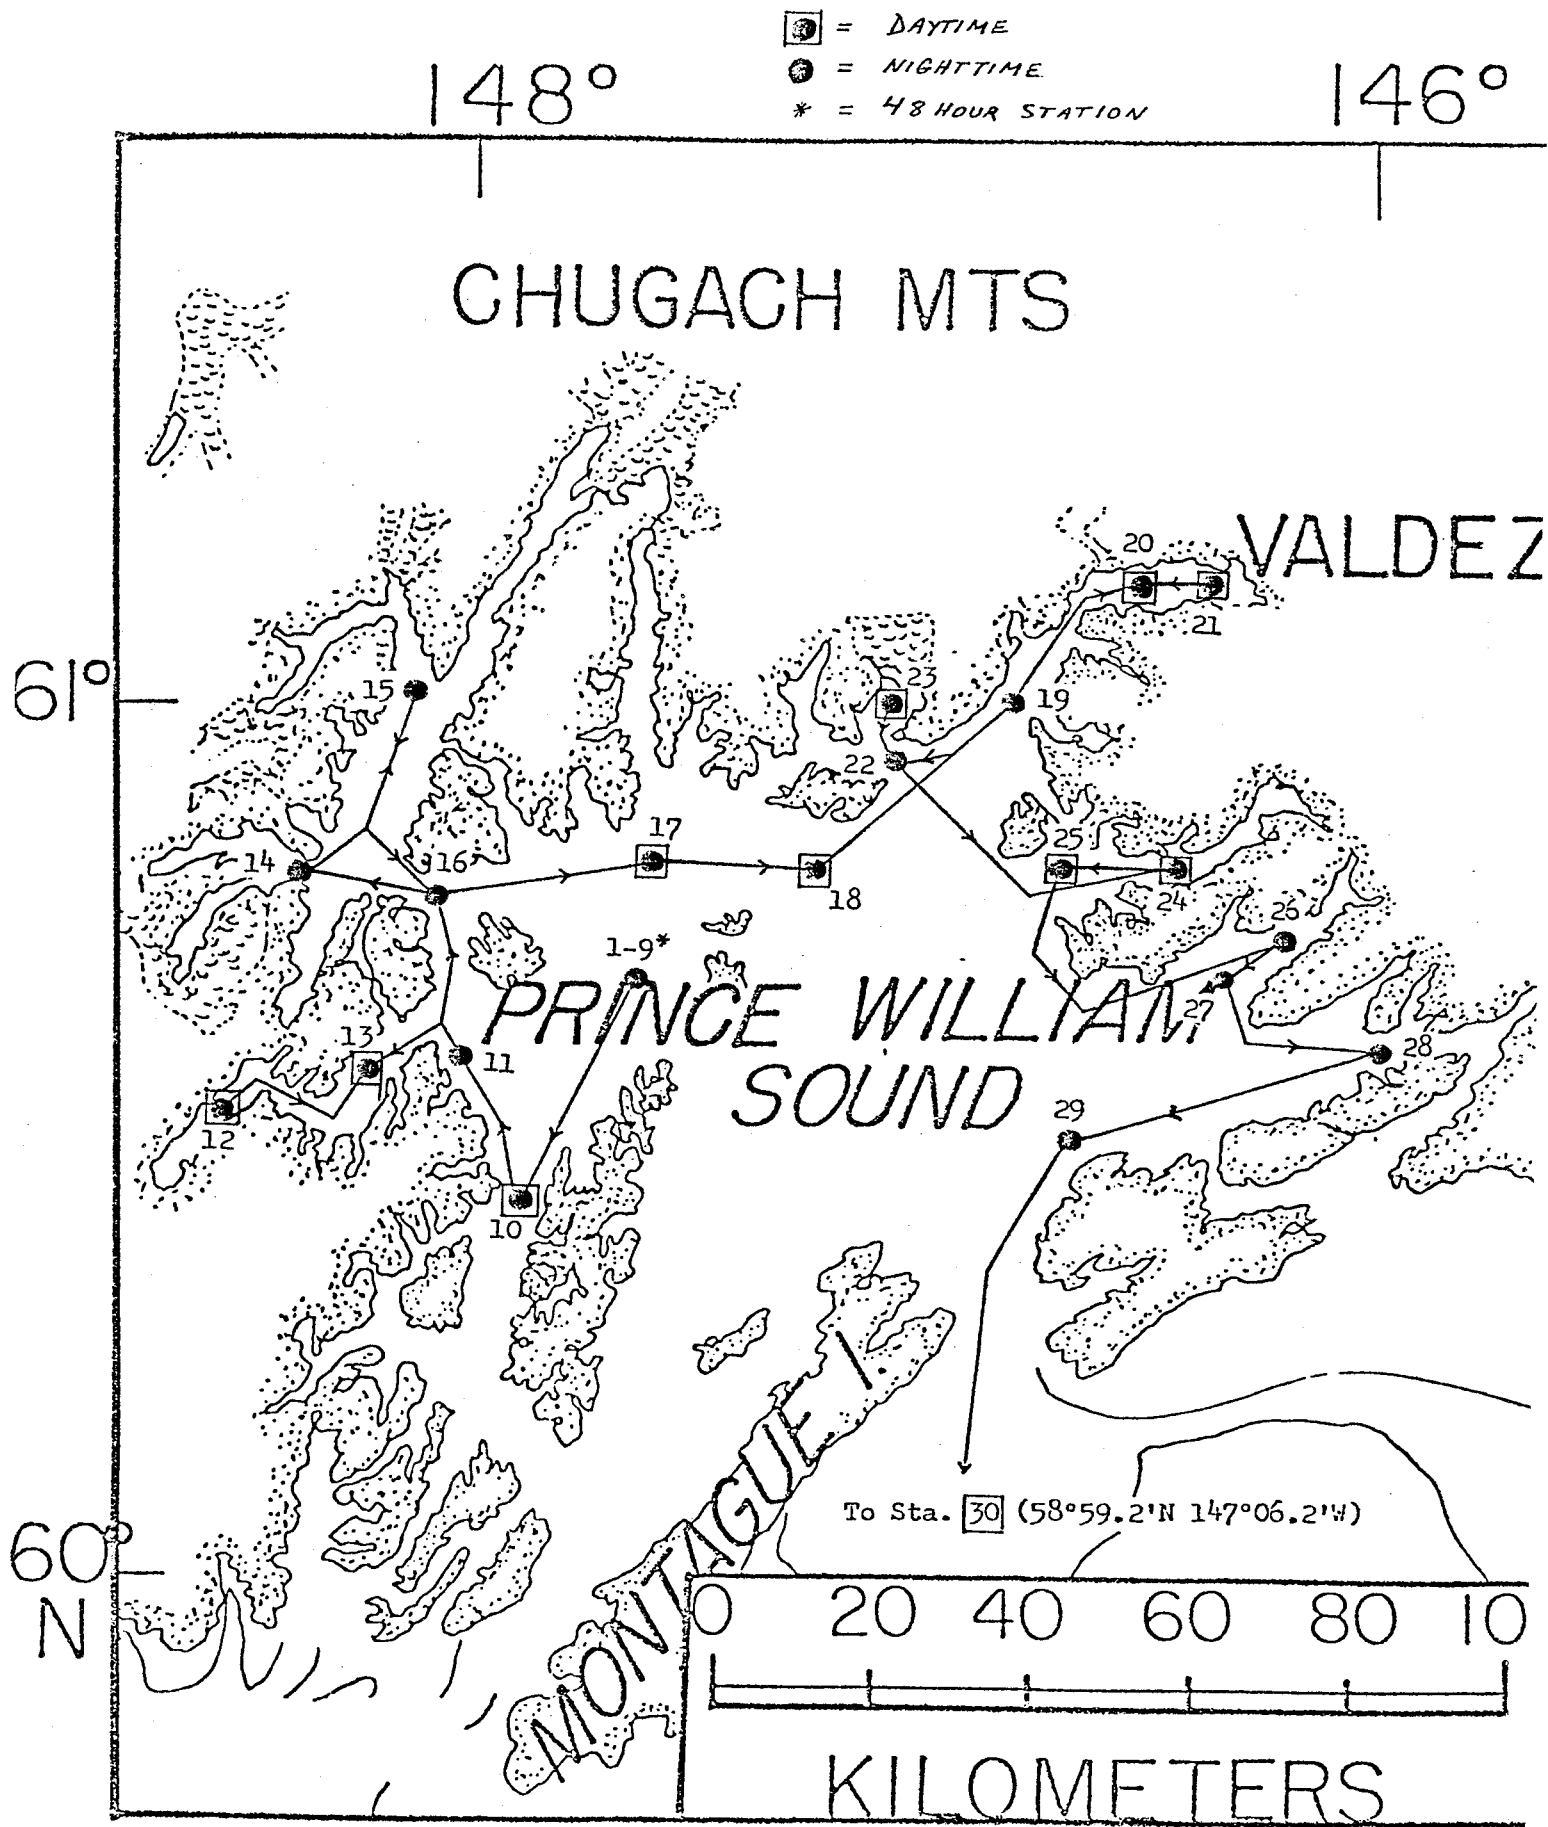 = DAYTIME
= NIGHTTIME
* = 48 HOUR STATION
148° 146°
CHUGACH MTS
VALDEZ
20
21
61°
15
23
19
22
17
25
14
16
18
24
26
1-9*
PRINCE WILLIAM
SOUND
27
13
11
28
12
29
10
MONTAGUE I.
To Sta. 30 (58°59.2'N 147°06.2'W)
60°
N
0 20 40 60 80 10
KILOMETERS